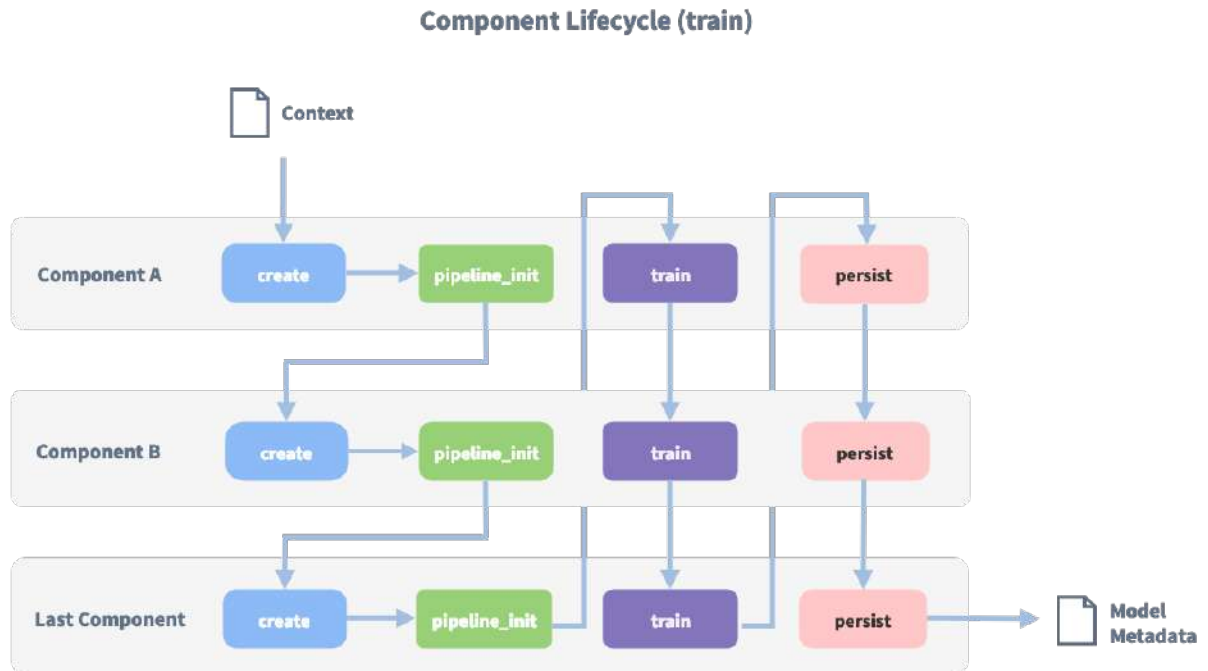 Component Lifecycle (train)
Context
Component A
create
pipeline_init
train
persist
Component B
create
pipeline_init
train
persist
Last Component
create
pipeline_init
train
persist
Model
Metadata